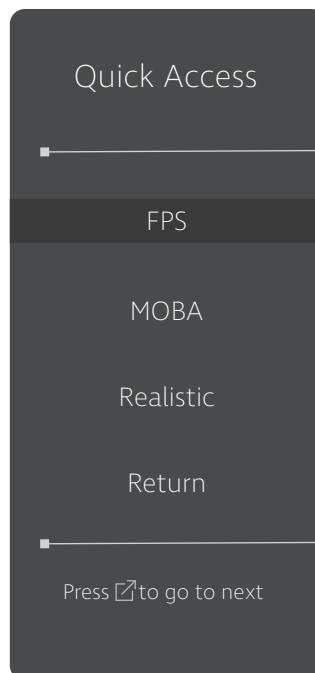 Quick Access
FPS
MOBA
Realistic
Return
Press to go to next